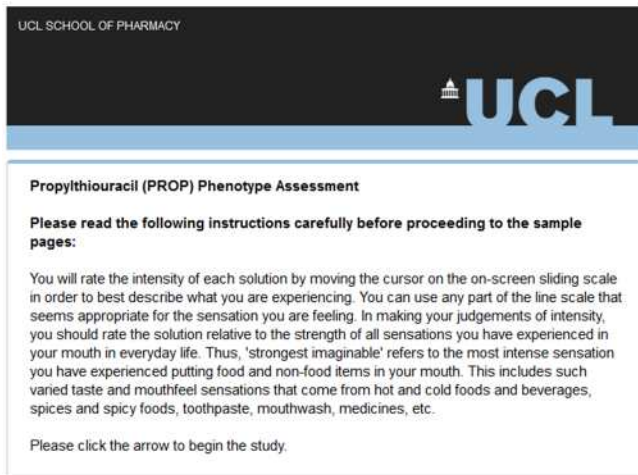 UCL SCHOOL OF PHARMACY
UCL
Propylthiouracil (PROP) Phenotype Assessment
Please read the following instructions carefully before proceeding to the sample
pages:
You will rate the intensity of each solution by moving the cursor on the on-screen sliding scale
in order to best describe what you are experiencing. You can use any part of the line scale that
seems appropriate for the sensation you are feeling. In making your judgements of intensity,
you should rate the solution relative to the strength of all sensations you have experienced in
your mouth in everyday life. Thus, 'strongest imaginable' refers to the most intense sensation
you have experienced putting food and non-food items in your mouth. This includes such
varied taste and mouthfeel sensations that come from hot and cold foods and beverages,
spices and spicy foods, toothpaste, mouthwash, medicines, etc.
Please click the arrow to begin the study.